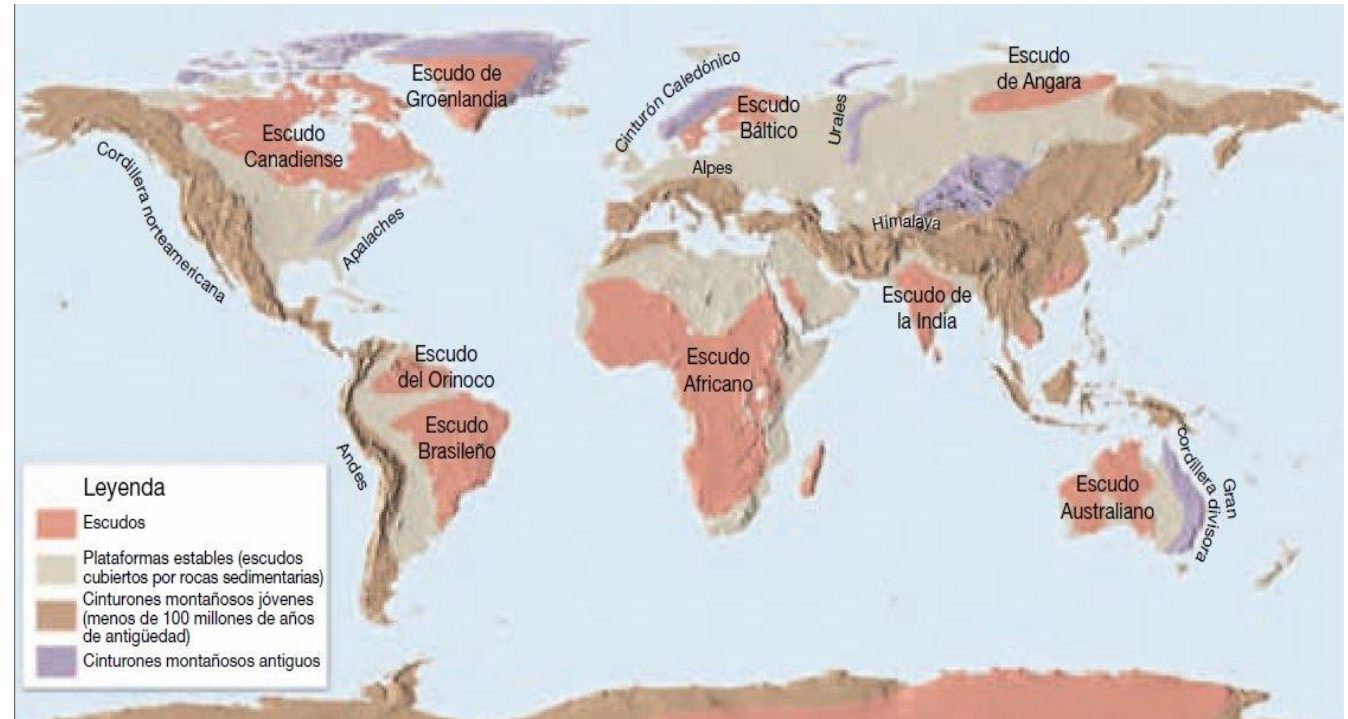 Escudo de
Groenlandia
Escudo
Canadiense
Cordillera norteamericana
Apalaches
Cinturón Caledónico
Escudo
Báltico
Urales
Escudo
de Angara
Alpes
Himalaya
Escudo de
la India
Escudo
del Orinoco
Escudo
Brasileño
Andes
Escudo
Africano
Escudo
Australiano
Gran
cordillera divisora
Leyenda
Escudos
Plataformas estables (escudos
cubiertos por rocas sedimentarias)
Cinturones montañosos jóvenes
(menos de 100 millones de años
de antigüedad)
Cinturones montañosos antiguos